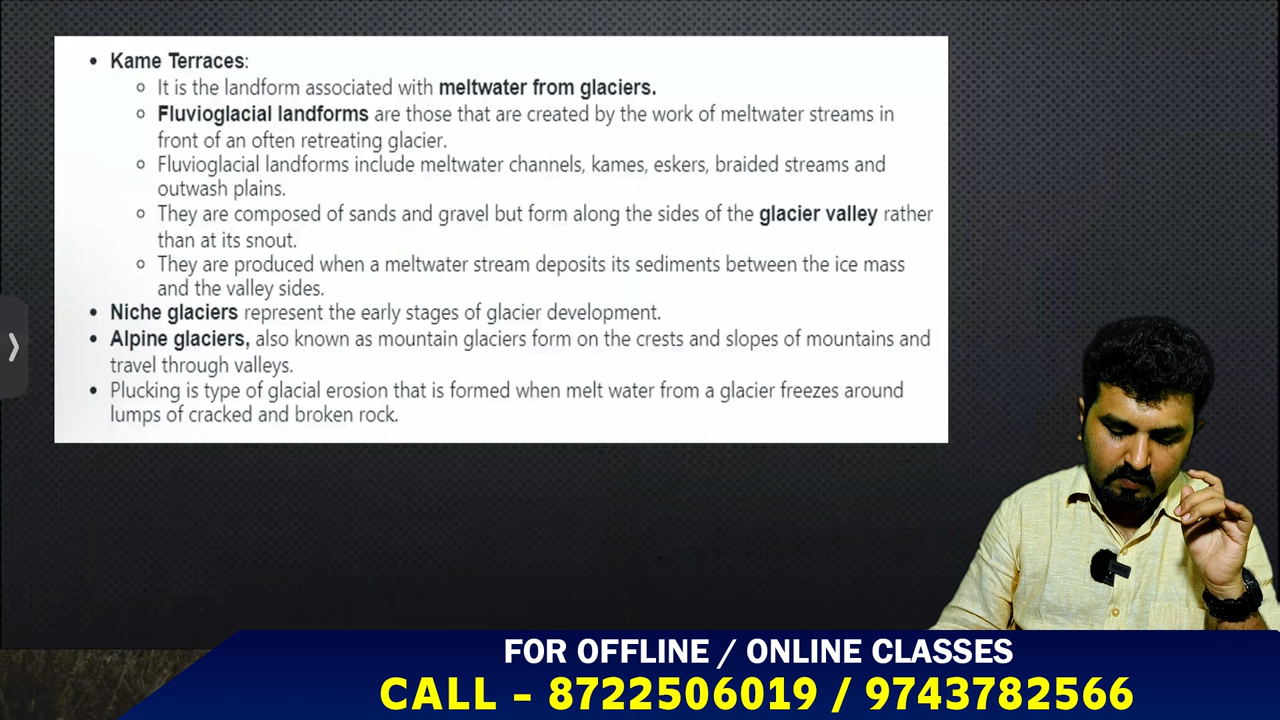 • Kame Terraces:
○ It is the landform associated with meltwater from glaciers.
○ Fluvioglacial landforms are those that are created by the work of meltwater streams in
front of an often retreating glacier.
○ Fluvioglacial landforms include meltwater channels, kames, eskers, braided streams and
outwash plains.
○ They are composed of sands and gravel but form along the sides of the glacier valley rather
than at its snout.
○ They are produced when a meltwater stream deposits its sediments between the ice mass
and the valley sides.
• Niche glaciers represent the early stages of glacier development.
• Alpine glaciers, also known as mountain glaciers form on the crests and slopes of mountains and
travel through valleys.
• Plucking is type of glacial erosion that is formed when melt water from a glacier freezes around
lumps of cracked and broken rock.
FOR OFFLINE / ONLINE CLASSES
CALL – 8722506019 / 9743782566